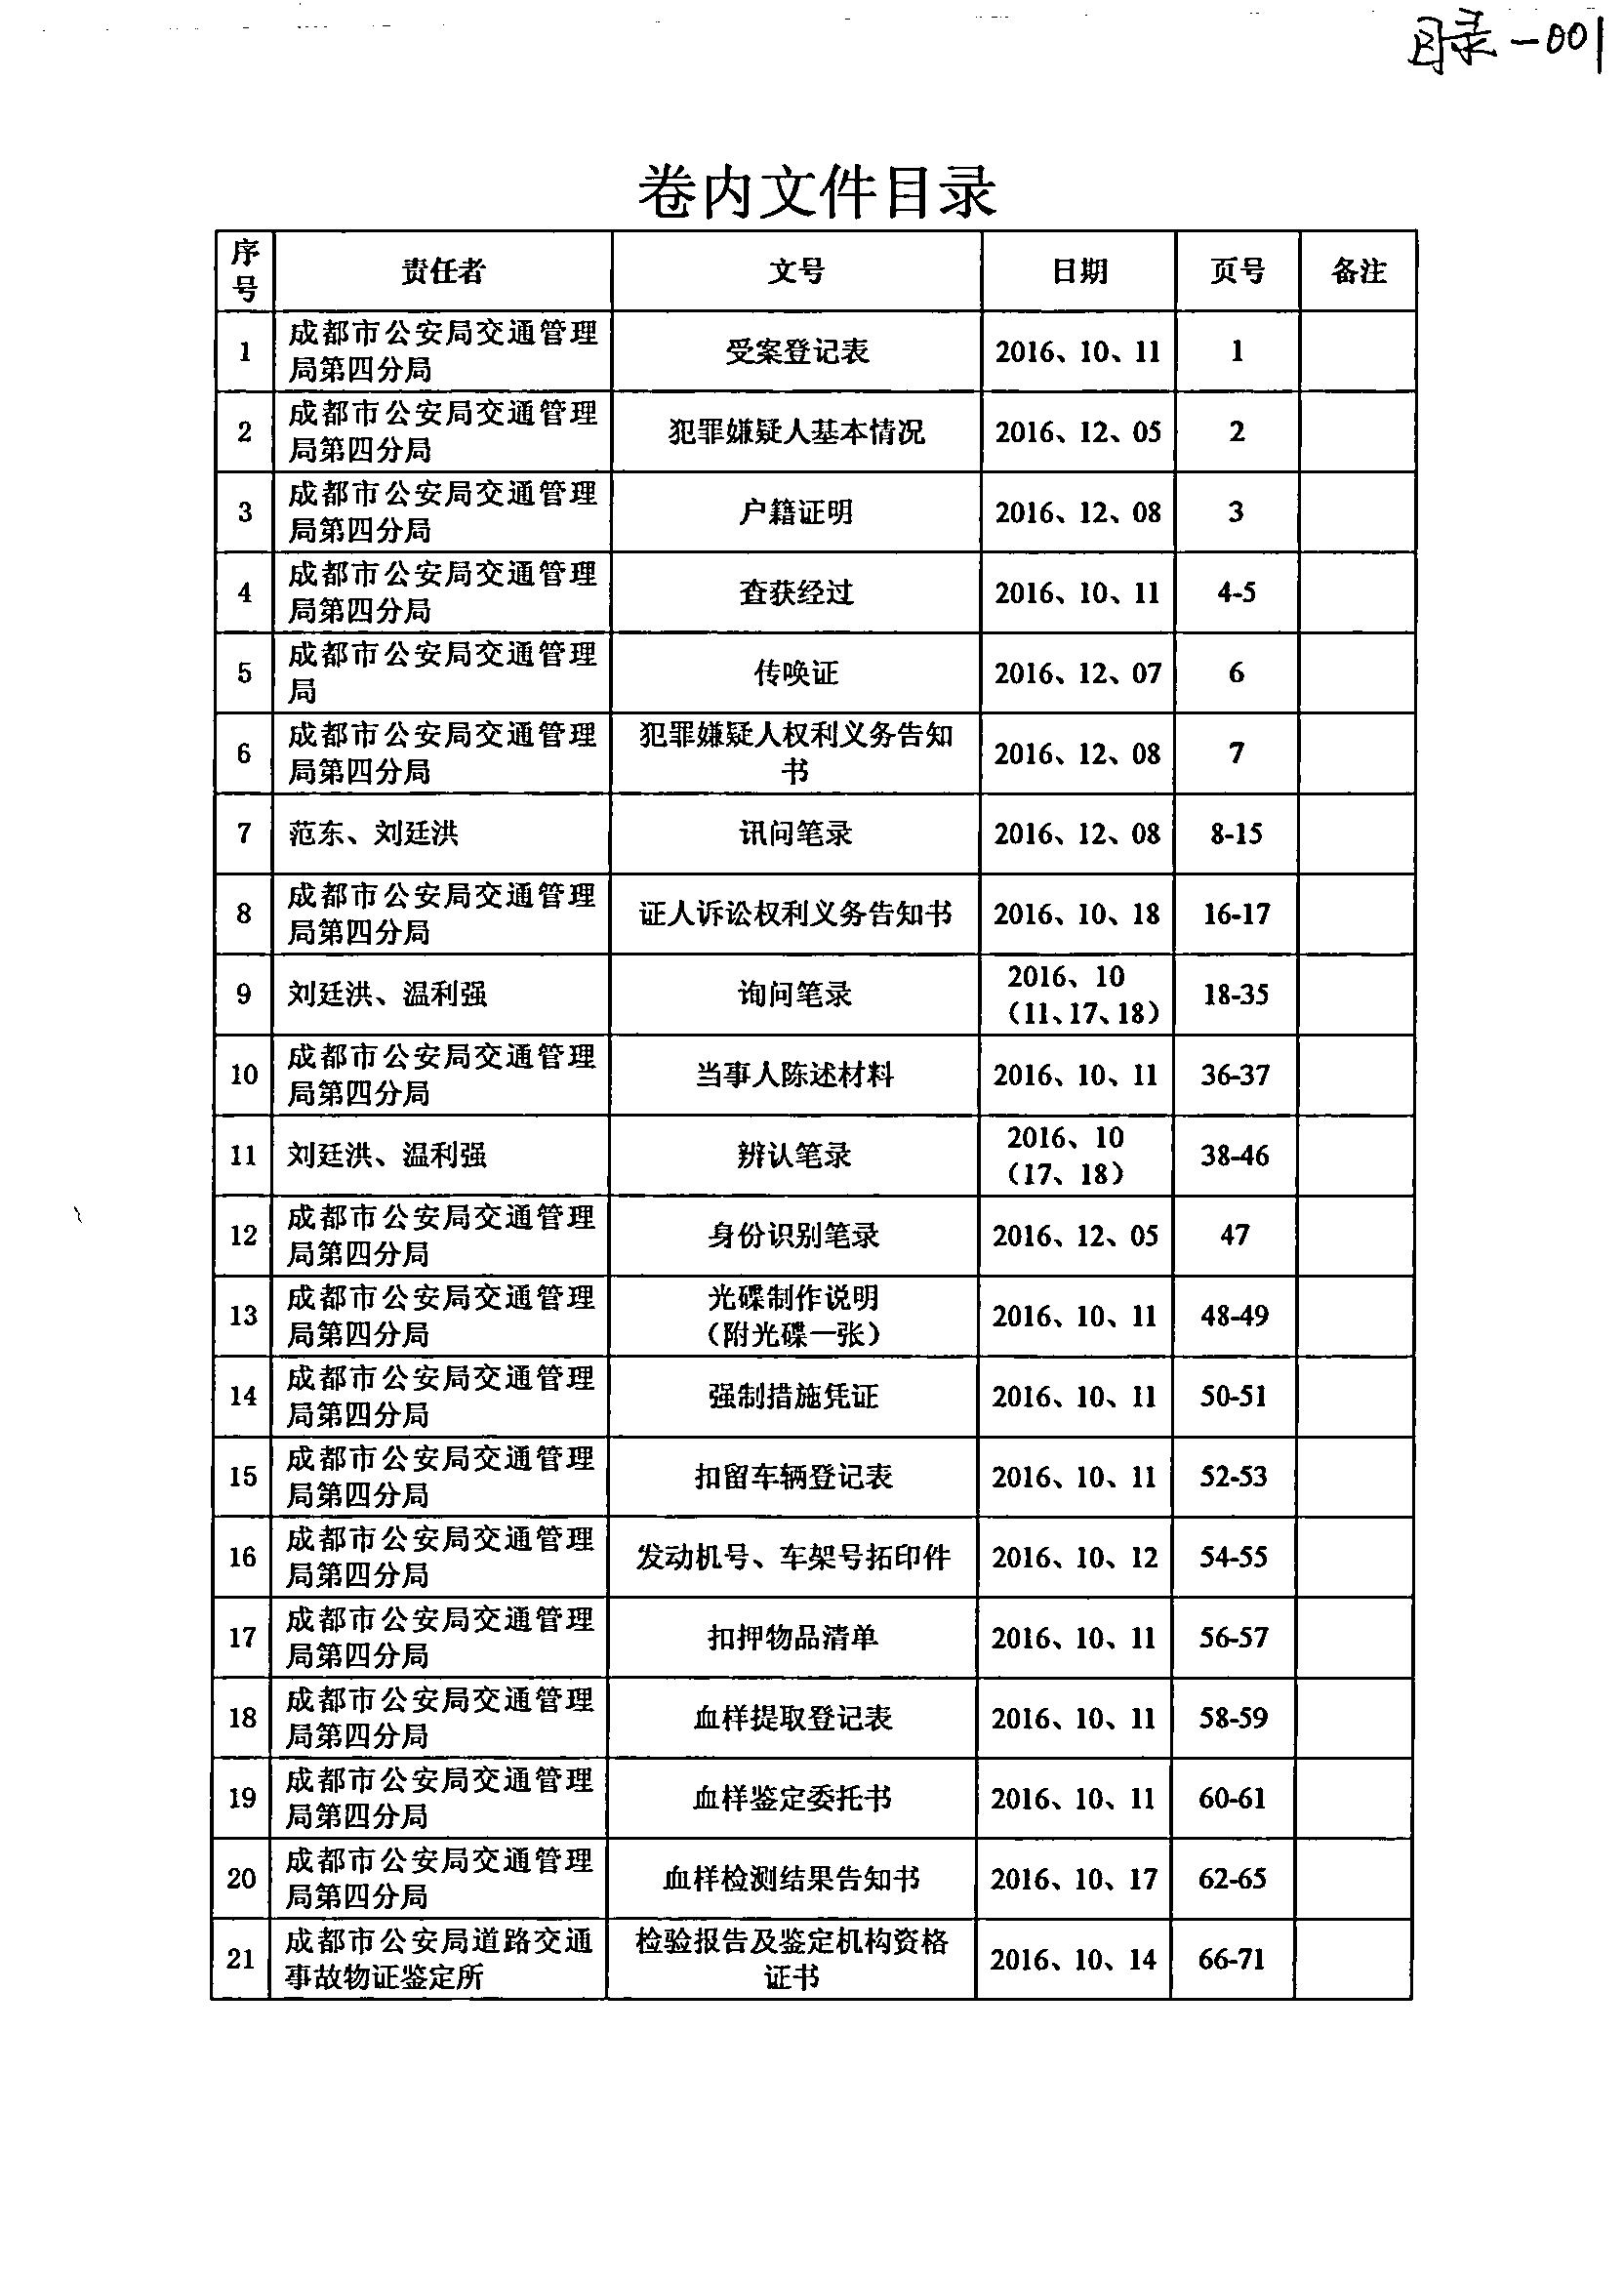 目录-001
卷内文件目录
序号 责任者 文号 日期 页号 备注
1 成都市公安局交通管理局第四分局 受案登记表 2016、10、11 1
2 成都市公安局交通管理局第四分局 犯罪嫌疑人基本情况 2016、12、05 2
3 成都市公安局交通管理局第四分局 户籍证明 2016、12、08 3
4 成都市公安局交通管理局第四分局 查获经过 2016、10、11 4-5
5 成都市公安局交通管理局 传唤证 2016、12、07 6
6 成都市公安局交通管理局第四分局 犯罪嫌疑人权利义务告知书 2016、12、08 7
7 范东、刘廷洪 讯问笔录 2016、12、08 8-15
8 成都市公安局交通管理局第四分局 证人诉讼权利义务告知书 2016、10、18 16-17
9 刘廷洪、温利强 询问笔录 2016、10（11、17、18） 18-35
10 成都市公安局交通管理局第四分局 当事人陈述材料 2016、10、11 36-37
11 刘廷洪、温利强 辨认笔录 2016、10（17、18） 38-46
12 成都市公安局交通管理局第四分局 身份识别笔录 2016、12、05 47
13 成都市公安局交通管理局第四分局 光碟制作说明（附光碟一张） 2016、10、11 48-49
14 成都市公安局交通管理局第四分局 强制措施凭证 2016、10、11 50-51
15 成都市公安局交通管理局第四分局 扣留车辆登记表 2016、10、11 52-53
16 成都市公安局交通管理局第四分局 发动机号、车架号拓印件 2016、10、12 54-55
17 成都市公安局交通管理局第四分局 扣押物品清单 2016、10、11 56-57
18 成都市公安局交通管理局第四分局 血样提取登记表 2016、10、11 58-59
19 成都市公安局交通管理局第四分局 血样鉴定委托书 2016、10、11 60-61
20 成都市公安局交通管理局第四分局 血样检测结果告知书 2016、10、17 62-65
21 成都市公安局道路交通事故物证鉴定所 检验报告及鉴定机构资格证书 2016、10、14 66-71